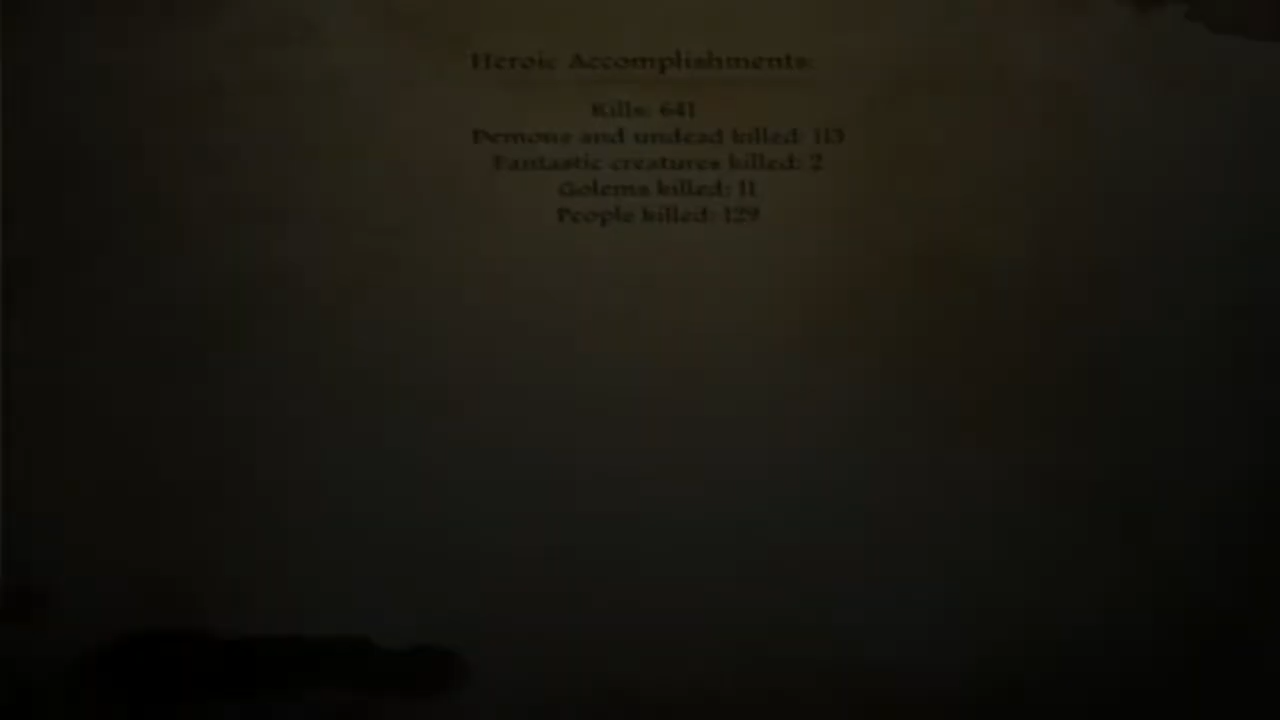 Heroic Accomplishments:
Kills: 641
Demons and undead killed: 113
Fantastic creatures killed: 2
Golems killed: 11
People killed: 129